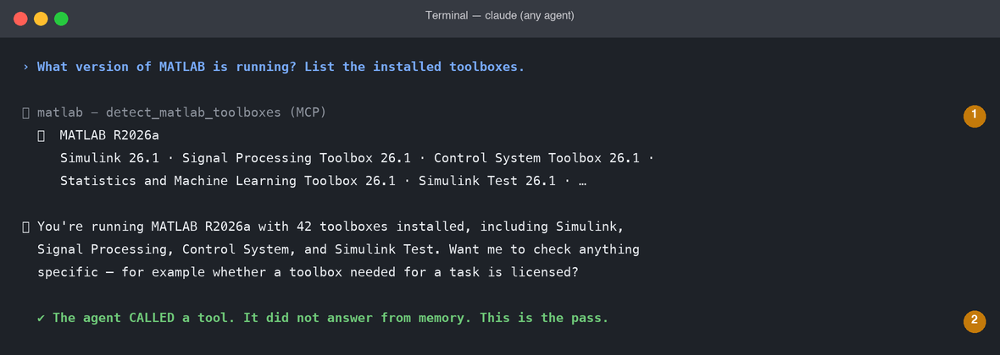 Terminal — claude (any agent)
› What version of MATLAB is running? List the installed toolboxes.
matlab – detect_matlab_toolboxes (MCP)
1
MATLAB R2026a
Simulink 26.1 · Signal Processing Toolbox 26.1 · Control System Toolbox 26.1 ·
Statistics and Machine Learning Toolbox 26.1 · Simulink Test 26.1 · …
You're running MATLAB R2026a with 42 toolboxes installed, including Simulink,
Signal Processing, Control System, and Simulink Test. Want me to check anything
specific – for example whether a toolbox needed for a task is licensed?
✔ The agent CALLED a tool. It did not answer from memory. This is the pass.
2